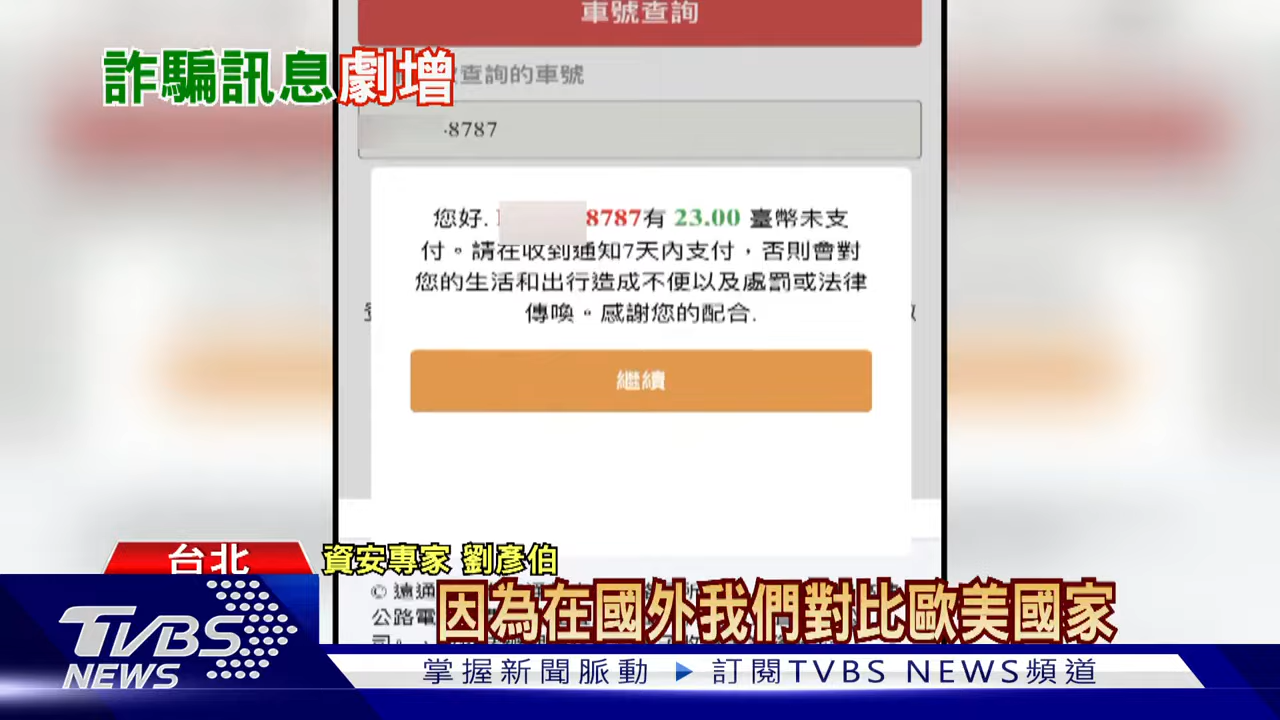 車號查詢
詐騙訊息劇增
查詢的車號
8787
您好. 8787有 23.00 臺幣未支
付。請在收到通知7天內支付，否則會對
您的生活和出行造成不便以及處罰或法律
傳喚。感謝您的配合.
繼續
台北
資安專家 劉彥伯
© 遠通
公路電
因為在國外我們對比歐美國家
TVBS
NEWS
掌握新聞脈動 ▶ 訂閱TVBS NEWS頻道